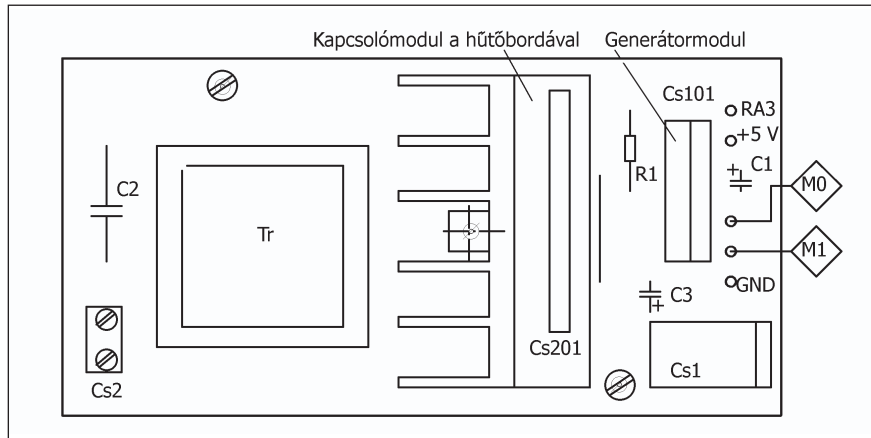 Kapcsolómodul a hűtőbordával
Generátormodul
Cs101
RA3
+5 V
+
C1
M0
R1
C2
Tr
M1
GND
C3
+
Cs201
Cs1
Cs2